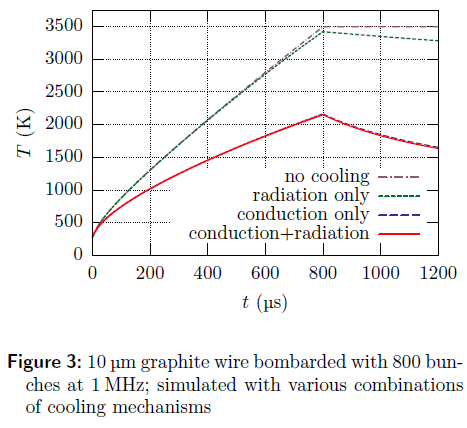 3500
3000
2500
2000
1500
1000
500
0
T (K)
no cooling
radiation only
conduction only
conduction+radiation
0 200 400 600 800 1000 1200
t (µs)
Figure 3: 10 µm graphite wire bombarded with 800 bun-
ches at 1 MHz; simulated with various combinations
of cooling mechanisms